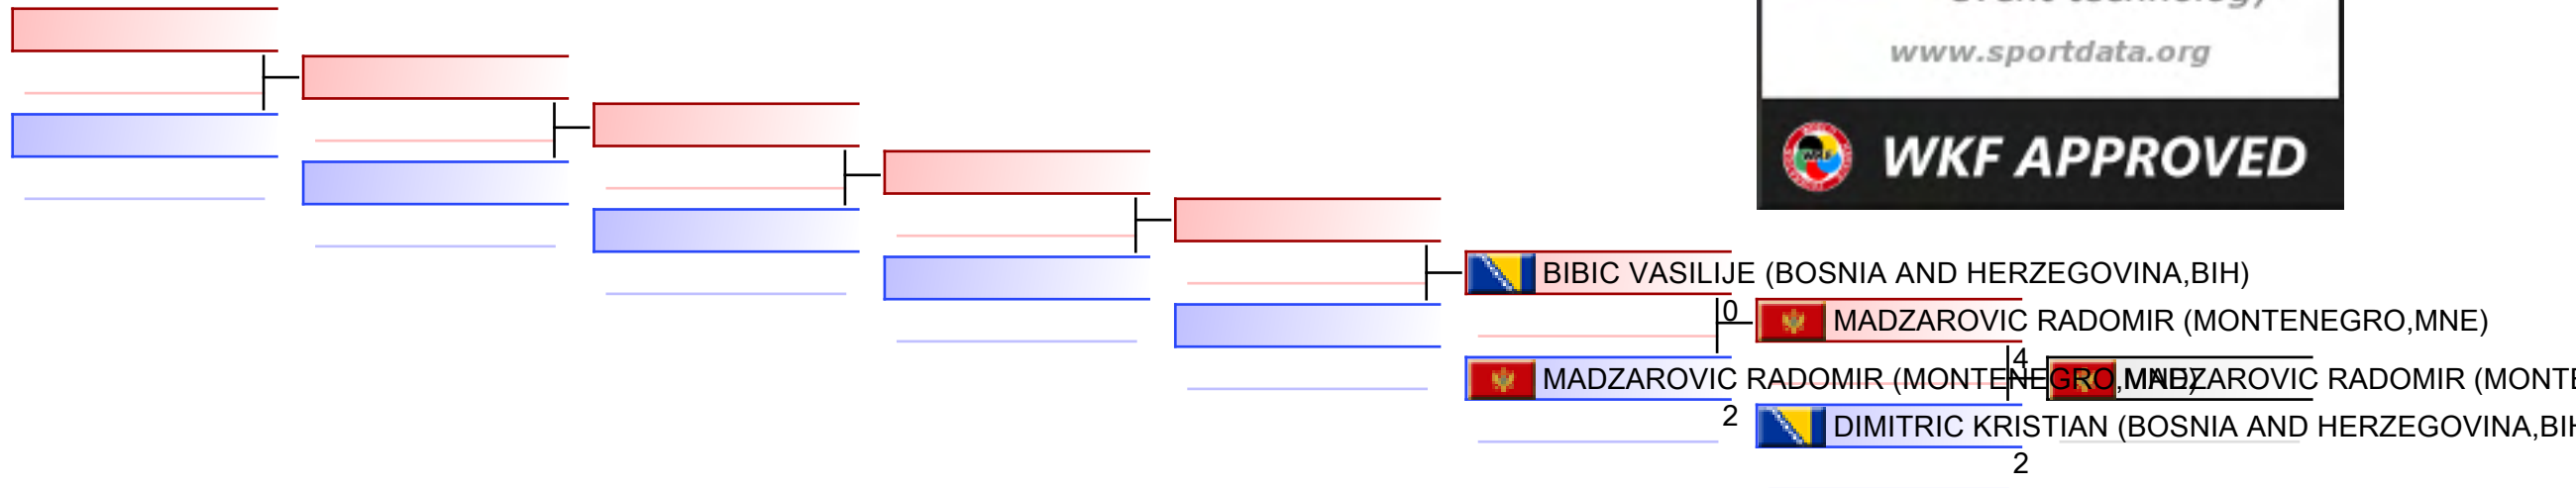 www.sportdata.org
WKF APPROVED
BIBIC VASILIJE (BOSNIA AND HERZEGOVINA,BIH)
0
MADZAROVIC RADOMIR (MONTENEGRO,MNE)
4
MADZAROVIC RADOMIR (MONTENEGRO,MNE)
MADZAROVIC RADOMIR (MONTE
2
DIMITRIC KRISTIAN (BOSNIA AND HERZEGOVINA,BIH
2